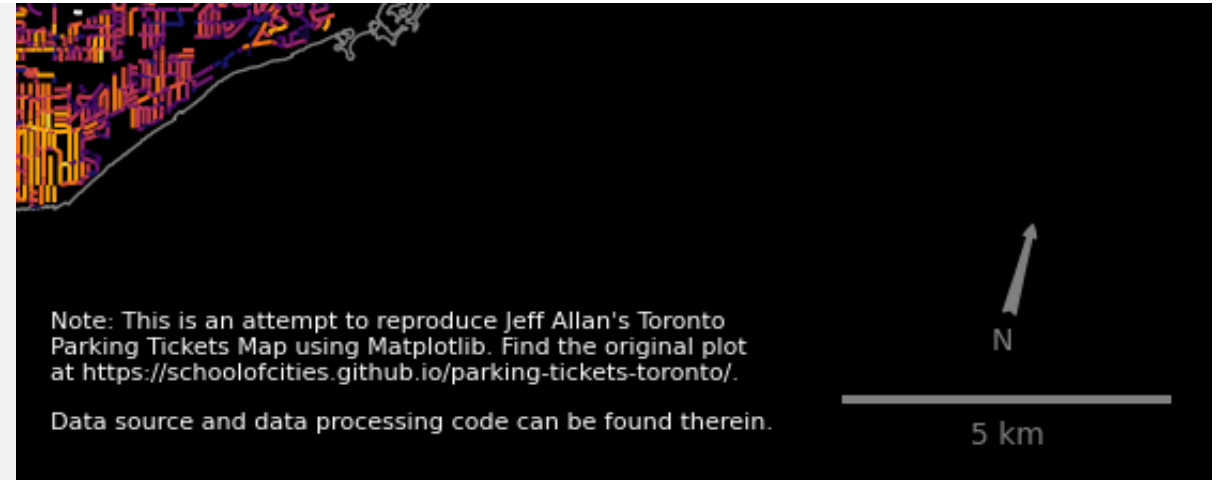 Note: This is an attempt to reproduce Jeff Allan's Toronto
Parking Tickets Map using Matplotlib. Find the original plot
at https://schoolofcities.github.io/parking-tickets-toronto/.
Data source and data processing code can be found therein.
N
5 km